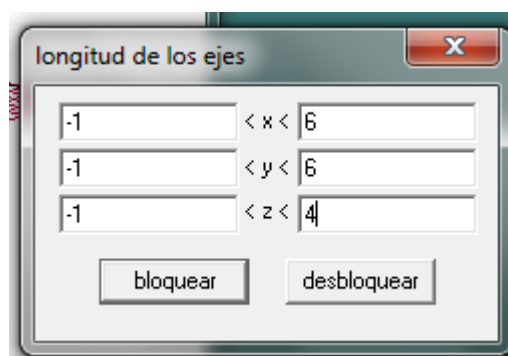 longitud de los ejes
x
-1 < x < 6
-1 < y < 6
-1 < z < 4
bloquear desbloquear